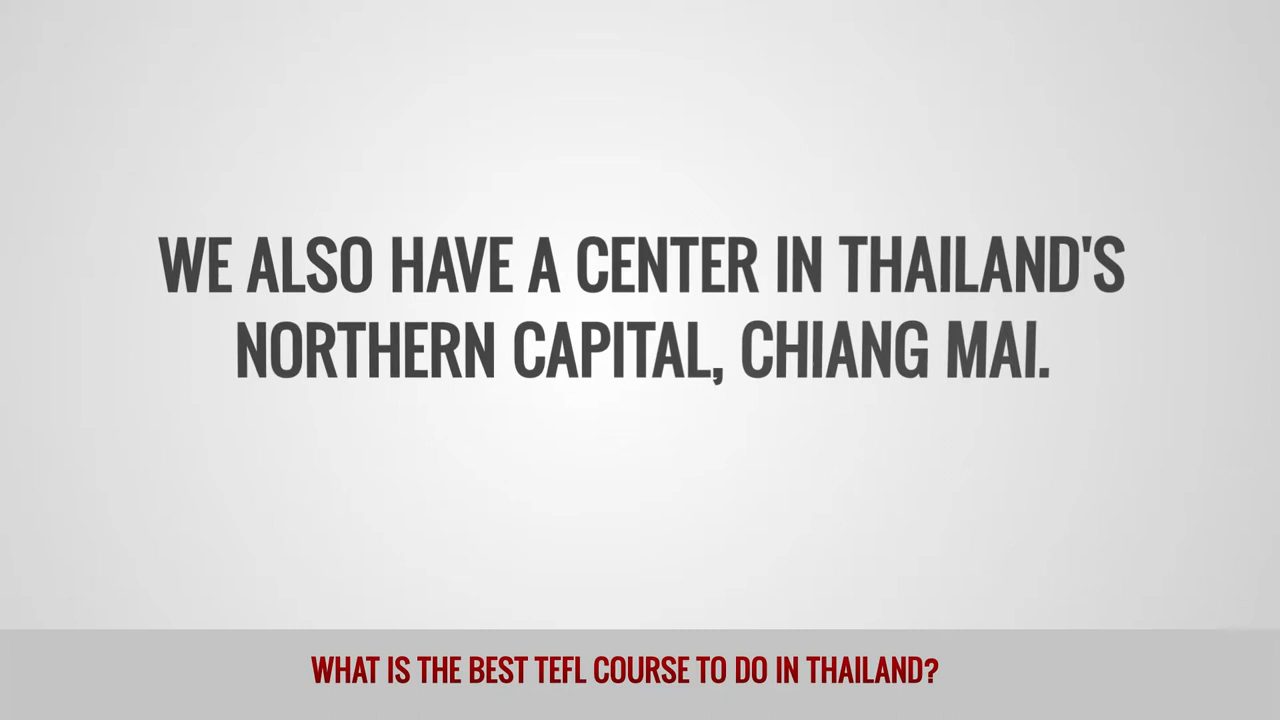 WE ALSO HAVE A CENTER IN THAILAND'S
NORTHERN CAPITAL, CHIANG MAI.
WHAT IS THE BEST TEFL COURSE TO DO IN THAILAND?